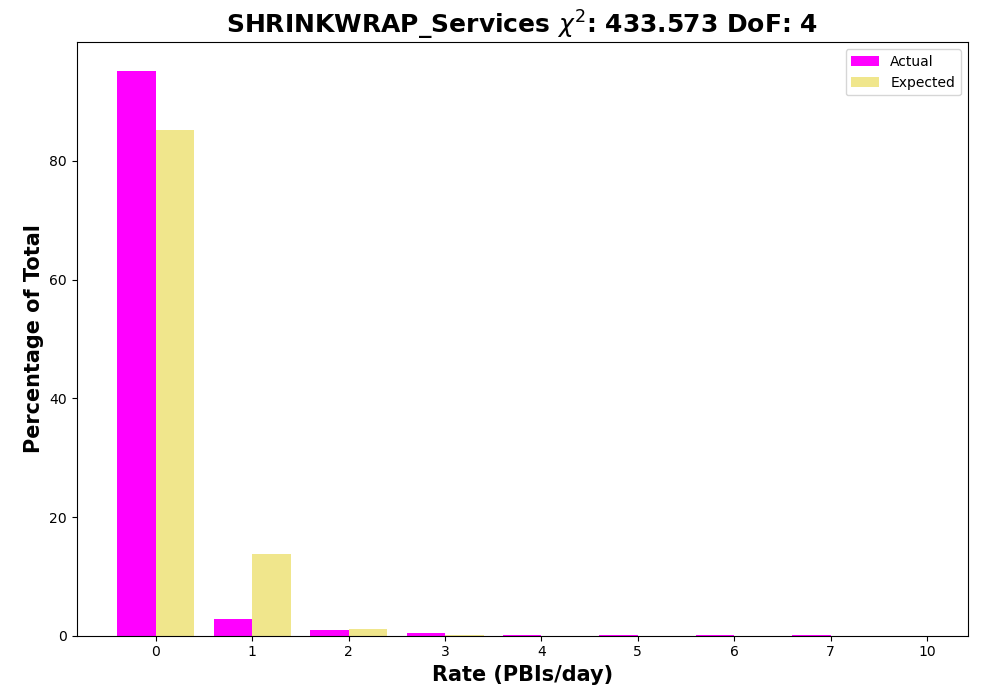 SHRINKWRAP_Services χ²: 433.573 DoF: 4
Actual
Expected
Percentage of Total
80
60
40
20
0
0 1 2 3 4 5 6 7 10
Rate (PBIs/day)